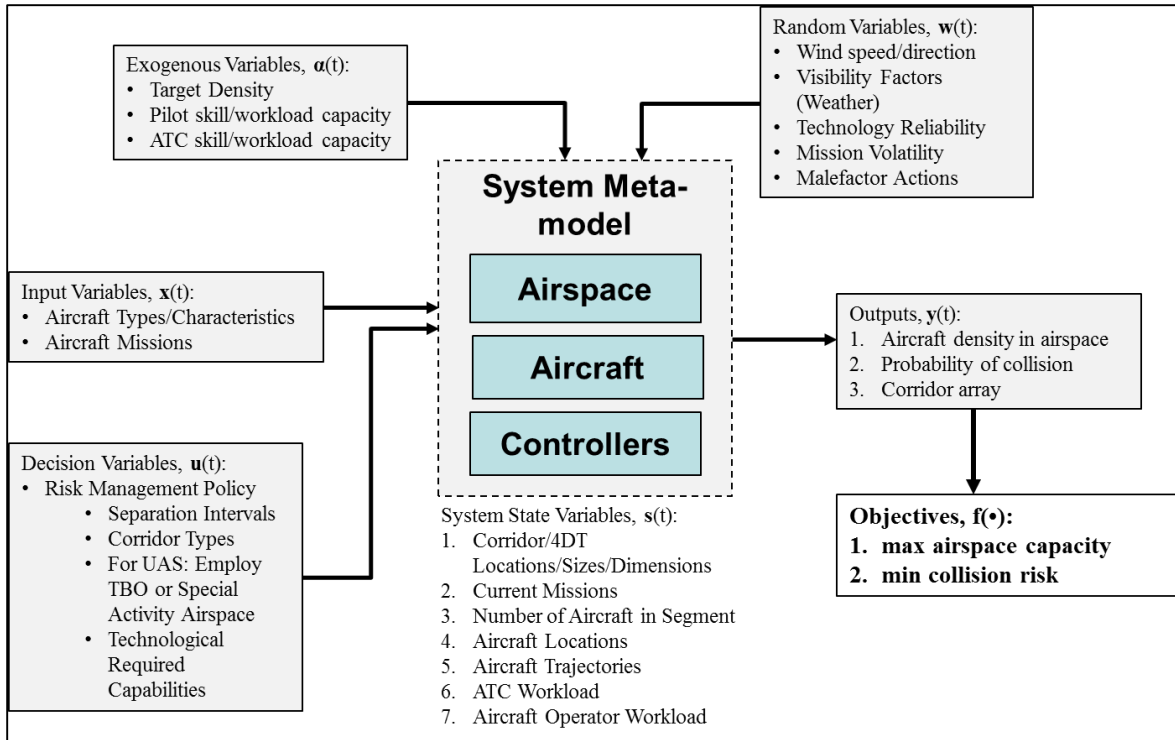 Exogenous Variables, α(t):
• Target Density
• Pilot skill/workload capacity
• ATC skill/workload capacity
Random Variables, w(t):
• Wind speed/direction
• Visibility Factors
(Weather)
• Technology Reliability
• Mission Volatility
• Malefactor Actions
System Meta-
model
Airspace
Aircraft
Controllers
Input Variables, x(t):
• Aircraft Types/Characteristics
• Aircraft Missions
Decision Variables, u(t):
• Risk Management Policy
• Separation Intervals
• Corridor Types
• For UAS: Employ
TBO or Special
Activity Airspace
• Technological
Required
Capabilities
System State Variables, s(t):
1. Corridor/4DT
Locations/Sizes/Dimensions
2. Current Missions
3. Number of Aircraft in Segment
4. Aircraft Locations
5. Aircraft Trajectories
6. ATC Workload
7. Aircraft Operator Workload
Outputs, y(t):
1. Aircraft density in airspace
2. Probability of collision
3. Corridor array
Objectives, f(•):
1. max airspace capacity
2. min collision risk